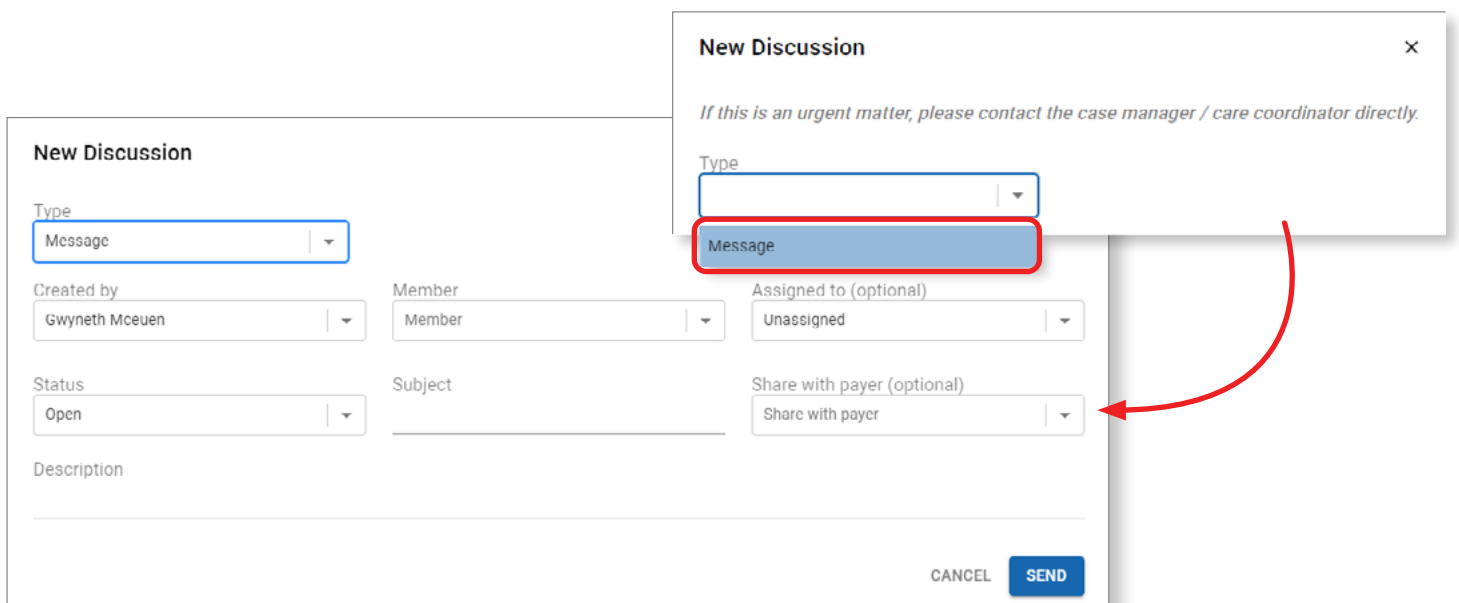 New Discussion
If this is an urgent matter, please contact the case manager / care coordinator directly.
Type
Message
New Discussion
Type
Message
Created by Member Assigned to (optional)
Gwyneth Mceuen Member Unassigned
Status Subject Share with payer (optional)
Open Share with payer
Description
CANCEL SEND